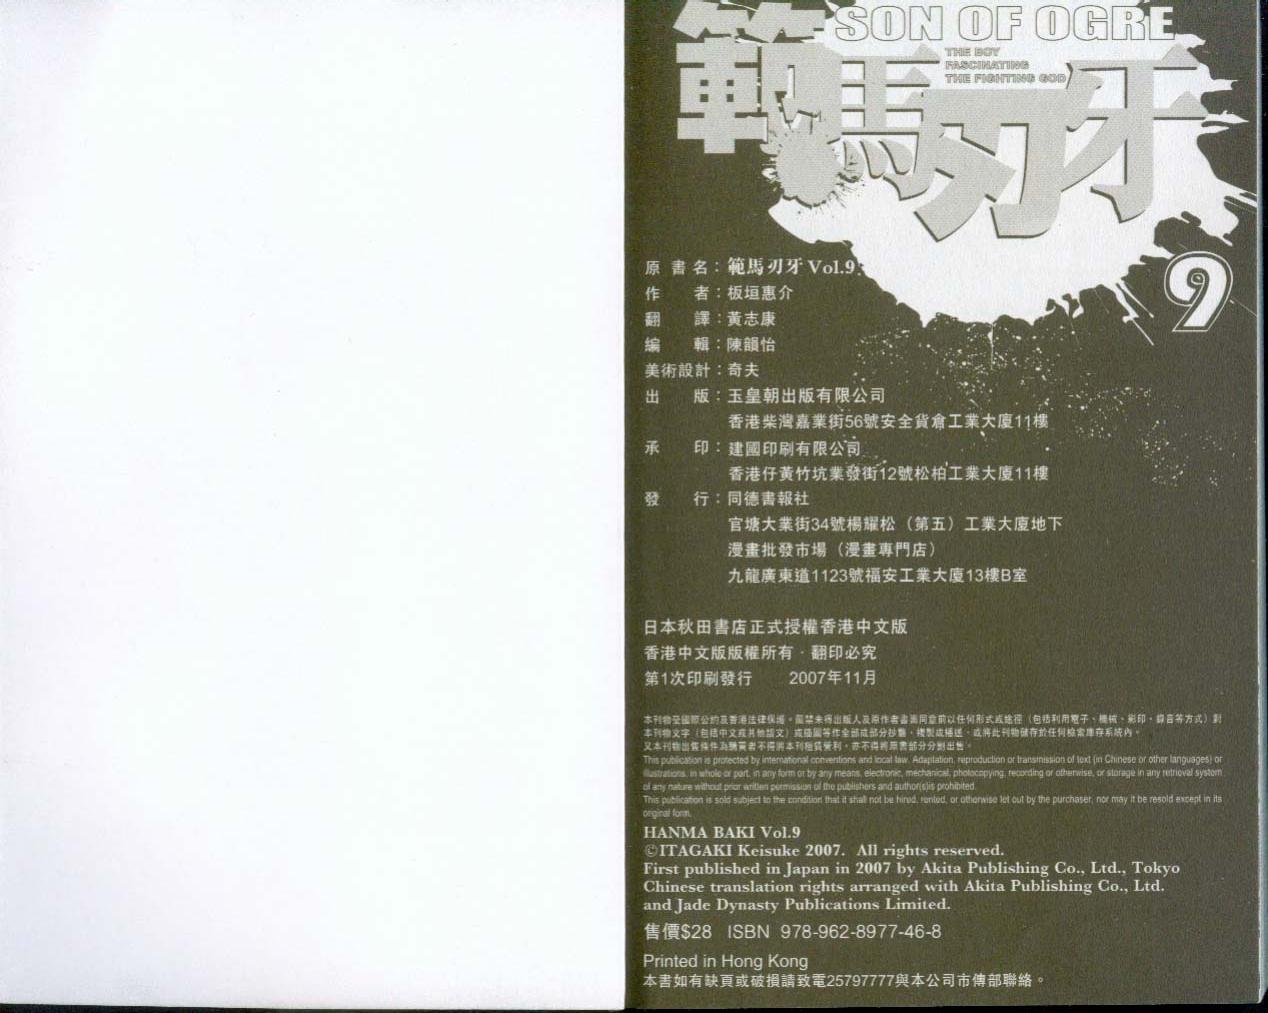 SON OF OGRE
THE BOY
FASCINATING
THE FIGHTING GOD
範馬刃牙
9
原書名：範馬刃牙 Vol.9
作者：板垣惠介
翻譯：黃志康
編輯：陳韻怡
美術設計：奇夫
出版：玉皇朝出版有限公司
香港柴灣嘉業街56號安全貨倉工業大廈11樓
承印：建國印刷有限公司
香港仔黃竹坑業發街12號松柏工業大廈11樓
發行：同德書報社
官塘大業街34號楊耀松（第五）工業大廈地下
漫畫批發市場（漫畫專門店）
九龍廣東道1123號福安工業大廈13樓B室
日本秋田書店正式授權香港中文版
香港中文版版權所有．翻印必究
第1次印刷發行 2007年11月
本刊物受國際公約及香港法律保護。嚴禁未得出版人及原作者書面同意前以任何形式或途徑（包括利用電子、機械、影印、錄音等方式）對
本刊物文字（包括中文或其他語文）或插圖等作全部或部分抄襲、複製或播送，或將此刊物儲存於任何檢索庫存系統內。
又本刊物出售條件為購買者不得將本刊租賃營利，亦不得將原書部分分割出售。
This publication is protected by international conventions and local law. Adaptation, reproduction or transmission of text (in Chinese or other languages) or
illustrations, in whole or part, in any form or by any means, electronic, mechanical, photocopying, recording or otherwise, or storage in any retrieval system
of any nature without prior written permission of the publishers and author(s)is prohibited.
This publication is sold subject to the condition that it shall not be hired, rented, or otherwise let out by the purchaser, nor may it be resold except in its
original form.
HANMA BAKI Vol.9
©ITAGAKI Keisuke 2007. All rights reserved.
First published in Japan in 2007 by Akita Publishing Co., Ltd., Tokyo
Chinese translation rights arranged with Akita Publishing Co., Ltd.
and Jade Dynasty Publications Limited.
售價$28 ISBN 978-962-8977-46-8
Printed in Hong Kong
本書如有缺頁或破損請致電25797777與本公司市傳部聯絡。